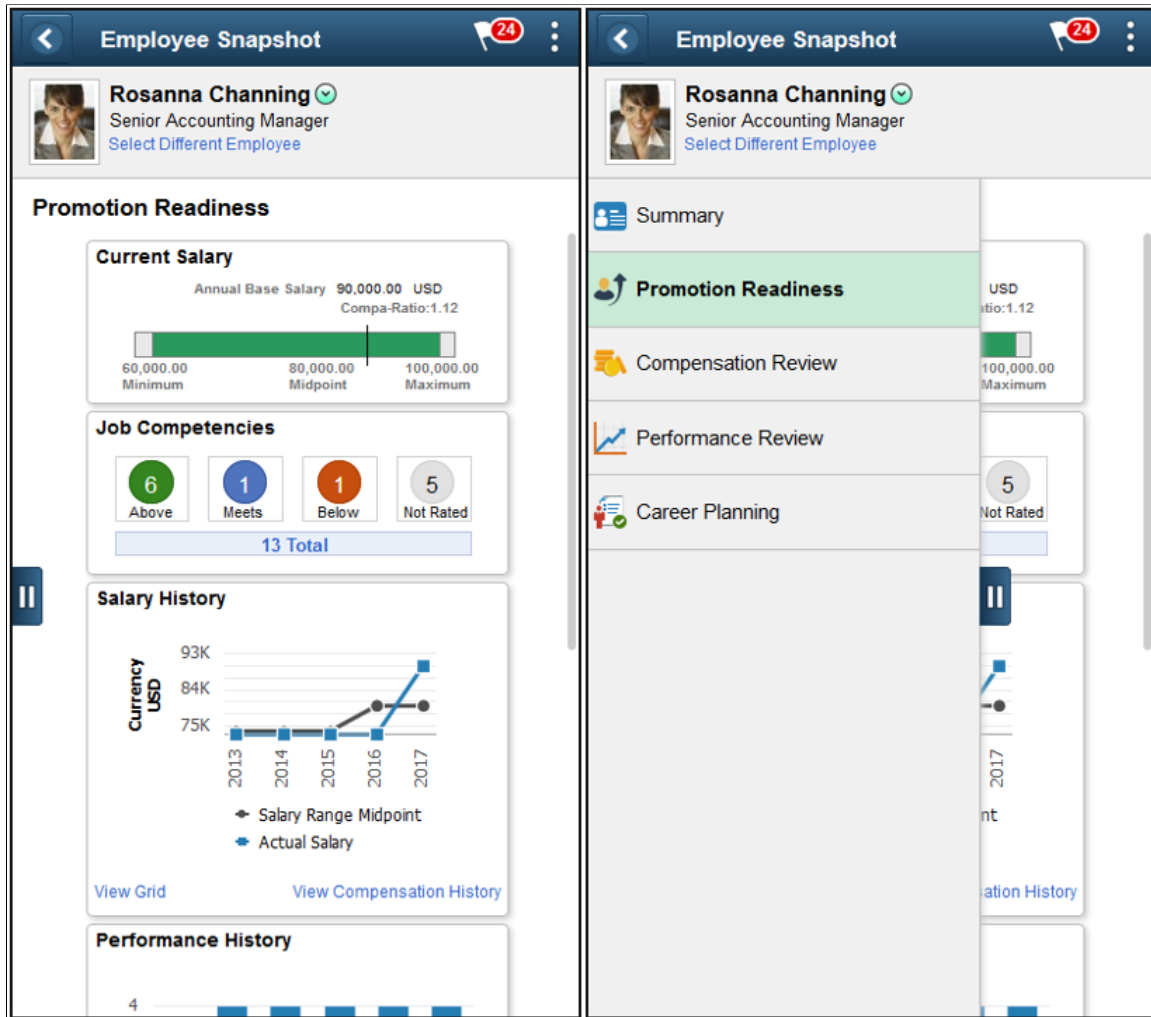 Employee Snapshot
24
Rosanna Channing
Senior Accounting Manager
Select Different Employee
Promotion Readiness
Current Salary
Annual Base Salary 90,000.00 USD
Compa-Ratio:1.12
60,000.00 80,000.00 100,000.00
Minimum Midpoint Maximum
Job Competencies
6 1 1 5
Above Meets Below Not Rated
13 Total
Salary History
Currency
USD
93K
84K
75K
2013 2014 2015 2016 2017
Salary Range Midpoint
Actual Salary
View Grid View Compensation History
Performance History
4
Employee Snapshot
24
Rosanna Channing
Senior Accounting Manager
Select Different Employee
Summary
Promotion Readiness
Compensation Review
Performance Review
Career Planning
USD
atio:1.12
100,000.00
Maximum
5
Not Rated
2017
nt
ation History